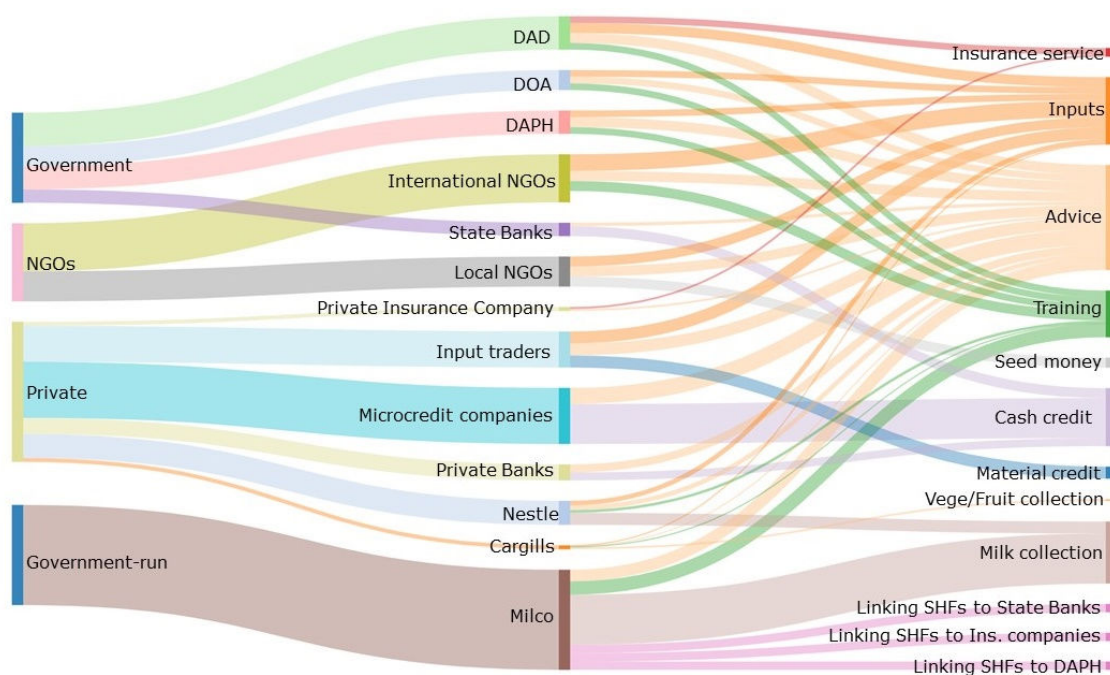 Government
NGOs
Private
Government-run
DAD
DOA
DAPH
International NGOs
State Banks
Local NGOs
Private Insurance Company
Input traders
Microcredit companies
Private Banks
Nestle
Cargills
Milco
Insurance service
Inputs
Advice
Training
Seed money
Cash credit
Material credit
Vege/Fruit collection
Milk collection
Linking SHFs to State Banks
Linking SHFs to Ins. companies
Linking SHFs to DAPH